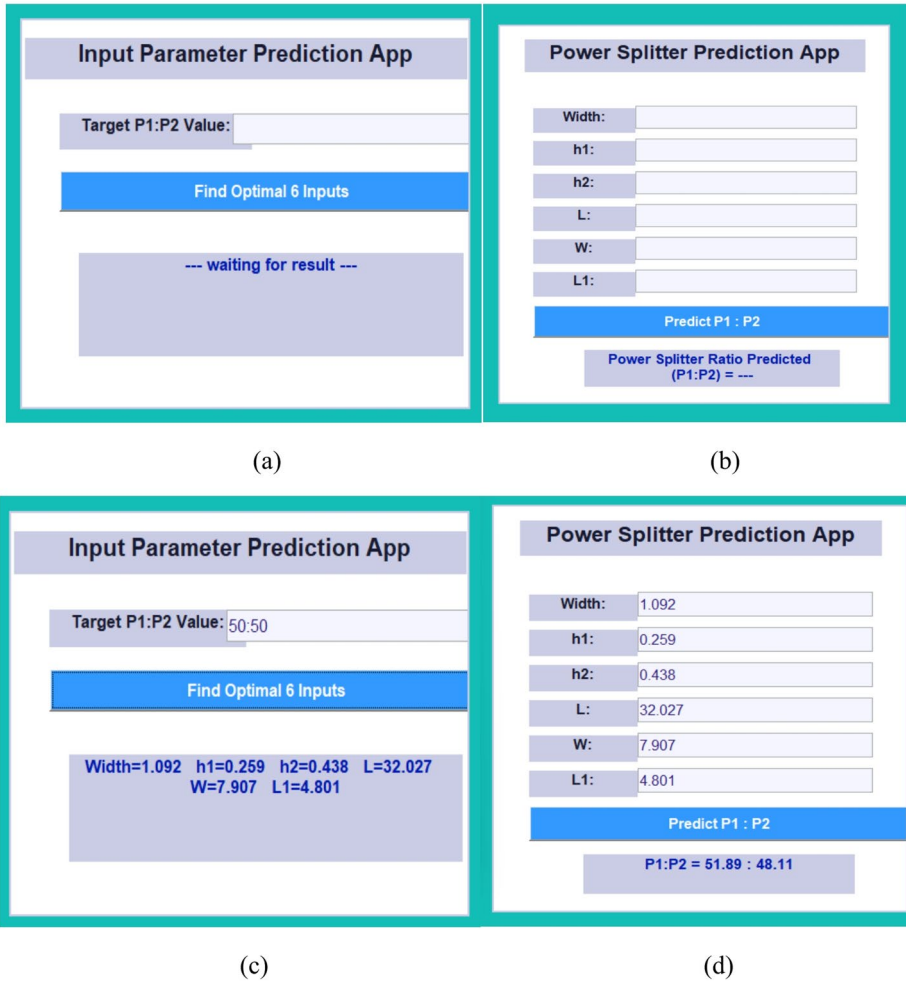 Input Parameter Prediction App
Target P1:P2 Value:
Find Optimal 6 Inputs
--- waiting for result ---
(a)
Power Splitter Prediction App
Width:
h1:
h2:
L:
W:
L1:
Predict P1 : P2
Power Splitter Ratio Predicted
(P1:P2) = ---
(b)
Input Parameter Prediction App
Target P1:P2 Value: 50:50
Find Optimal 6 Inputs
Width=1.092 h1=0.259 h2=0.438 L=32.027
W=7.907 L1=4.801
(c)
Power Splitter Prediction App
Width: 1.092
h1: 0.259
h2: 0.438
L: 32.027
W: 7.907
L1: 4.801
Predict P1 : P2
P1:P2 = 51.89 : 48.11
(d)